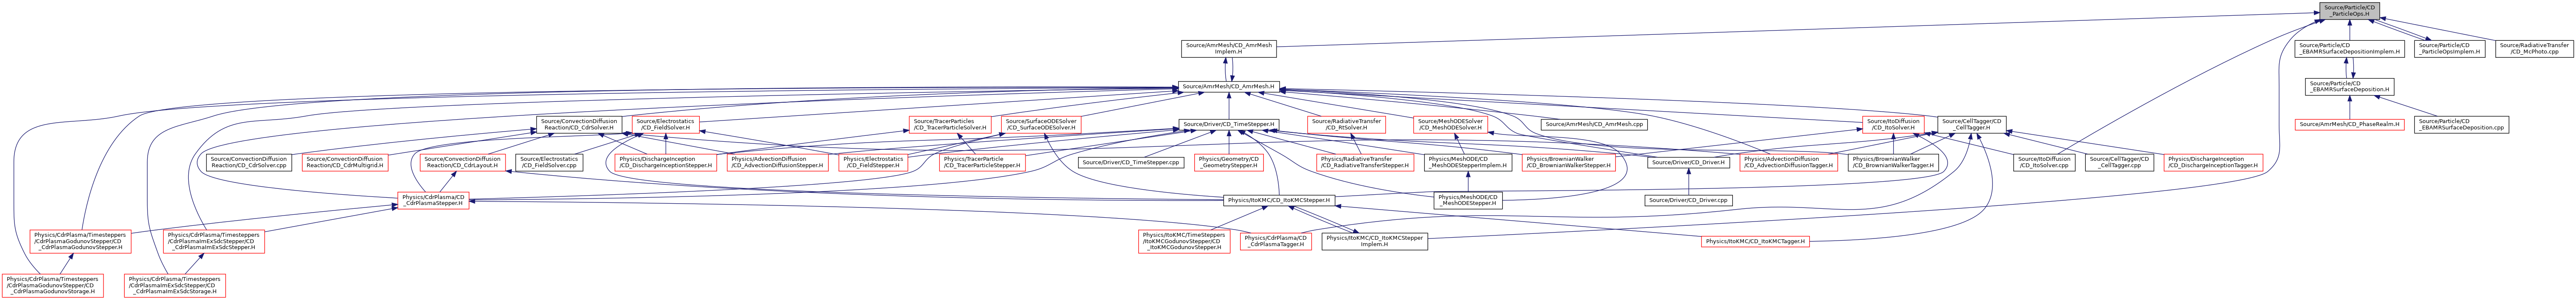 Source/Particle/CD
_ParticleOps.H
Source/AmrMesh/CD_AmrMesh
Implem.H
Source/Particle/CD
_EBAMRSurfaceDepositionImplem.H
Source/Particle/CD
_ParticleOpsImplem.H
Source/RadiativeTransfer
/CD_McPhoto.cpp
Source/AmrMesh/CD_AmrMesh.H
Source/Particle/CD
_EBAMRSurfaceDeposition.H
Source/ConvectionDiffusion
Reaction/CD_CdrSolver.H
Source/Electrostatics
/CD_FieldSolver.H
Source/TracerParticles
/CD_TracerParticleSolver.H
Source/SurfaceODESolver
/CD_SurfaceODESolver.H
Source/Driver/CD_TimeStepper.H
Source/RadiativeTransfer
/CD_RtSolver.H
Source/MeshODESolver
/CD_MeshODESolver.H
Source/AmrMesh/CD_AmrMesh.cpp
Source/ItoDiffusion
/CD_ItoSolver.H
Source/CellTagger/CD
_CellTagger.H
Source/AmrMesh/CD_PhaseRealm.H
Source/Particle/CD
_EBAMRSurfaceDeposition.cpp
Source/ConvectionDiffusion
Reaction/CD_CdrSolver.cpp
Source/ConvectionDiffusion
Reaction/CD_CdrMultigrid.H
Source/ConvectionDiffusion
Reaction/CD_CdrLayout.H
Source/Electrostatics
/CD_FieldSolver.cpp
Physics/DischargeInception
/CD_DischargeInceptionStepper.H
Physics/AdvectionDiffusion
/CD_AdvectionDiffusionStepper.H
Physics/Electrostatics
/CD_FieldStepper.H
Physics/TracerParticle
/CD_TracerParticleStepper.H
Source/Driver/CD_TimeStepper.cpp
Physics/Geometry/CD
_GeometryStepper.H
Physics/RadiativeTransfer
/CD_RadiativeTransferStepper.H
Physics/MeshODE/CD
_MeshODEStepperImplem.H
Physics/BrownianWalker
/CD_BrownianWalkerStepper.H
Source/Driver/CD_Driver.H
Physics/AdvectionDiffusion
/CD_AdvectionDiffusionTagger.H
Physics/BrownianWalker
/CD_BrownianWalkerTagger.H
Source/ItoDiffusion
/CD_ItoSolver.cpp
Source/CellTagger/CD
_CellTagger.cpp
Physics/DischargeInception
/CD_DischargeInceptionTagger.H
Physics/CdrPlasma/CD
_CdrPlasmaStepper.H
Physics/ItoKMC/CD_ItoKMCStepper.H
Physics/MeshODE/CD
_MeshODEStepper.H
Source/Driver/CD_Driver.cpp
Physics/CdrPlasma/Timesteppers
/CdrPlasmaGodunovStepper/CD
_CdrPlasmaGodunovStepper.H
Physics/CdrPlasma/Timesteppers
/CdrPlasmaImExSdcStepper/CD
_CdrPlasmaImExSdcStepper.H
Physics/ItoKMC/TimeSteppers
/ItoKMCGodunovStepper/CD
_ItoKMCGodunovStepper.H
Physics/CdrPlasma/CD
_CdrPlasmaTagger.H
Physics/ItoKMC/CD_ItoKMCStepper
Implem.H
Physics/ItoKMC/CD_ItoKMCTagger.H
Physics/CdrPlasma/Timesteppers
/CdrPlasmaGodunovStepper/CD
_CdrPlasmaGodunovStorage.H
Physics/CdrPlasma/Timesteppers
/CdrPlasmaImExSdcStepper/CD
_CdrPlasmaImExSdcStorage.H